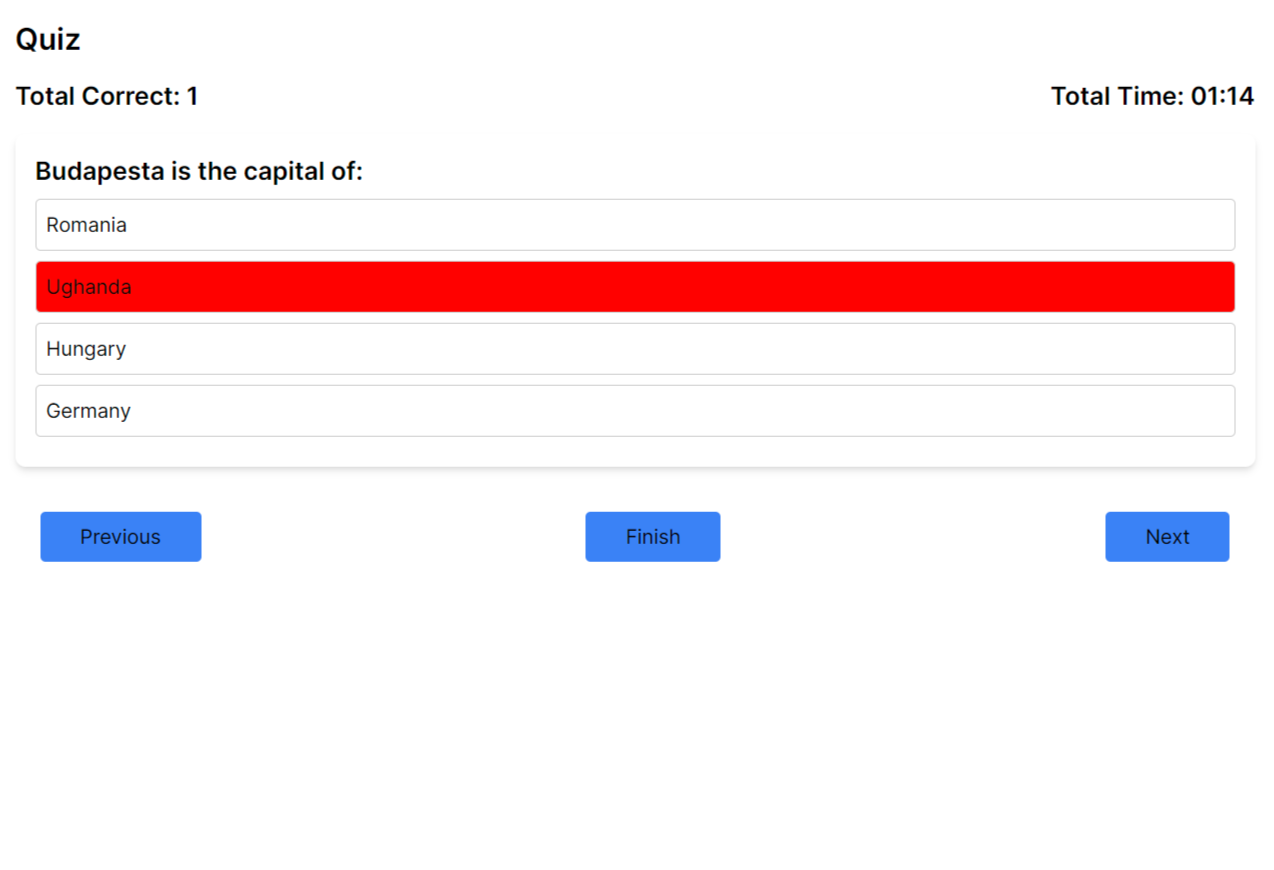 Quiz
Total Correct: 1 Total Time: 01:14
Budapesta is the capital of:
Romania
Ughanda
Hungary
Germany
Previous Finish Next